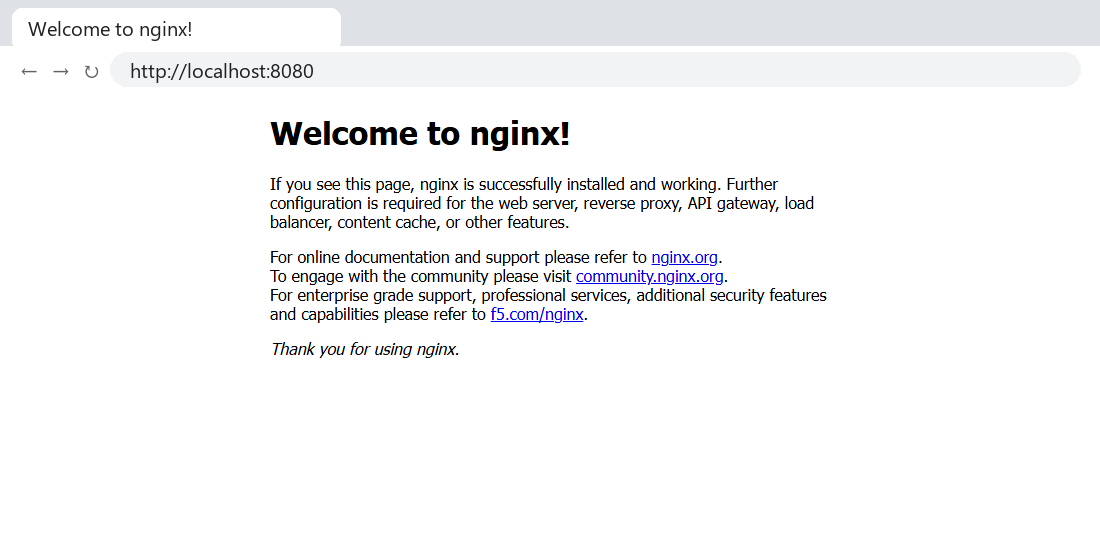 Welcome to nginx!
← → ↻ http://localhost:8080
Welcome to nginx!
If you see this page, nginx is successfully installed and working. Further
configuration is required for the web server, reverse proxy, API gateway, load
balancer, content cache, or other features.
For online documentation and support please refer to nginx.org.
To engage with the community please visit community.nginx.org.
For enterprise grade support, professional services, additional security features
and capabilities please refer to f5.com/nginx.
Thank you for using nginx.